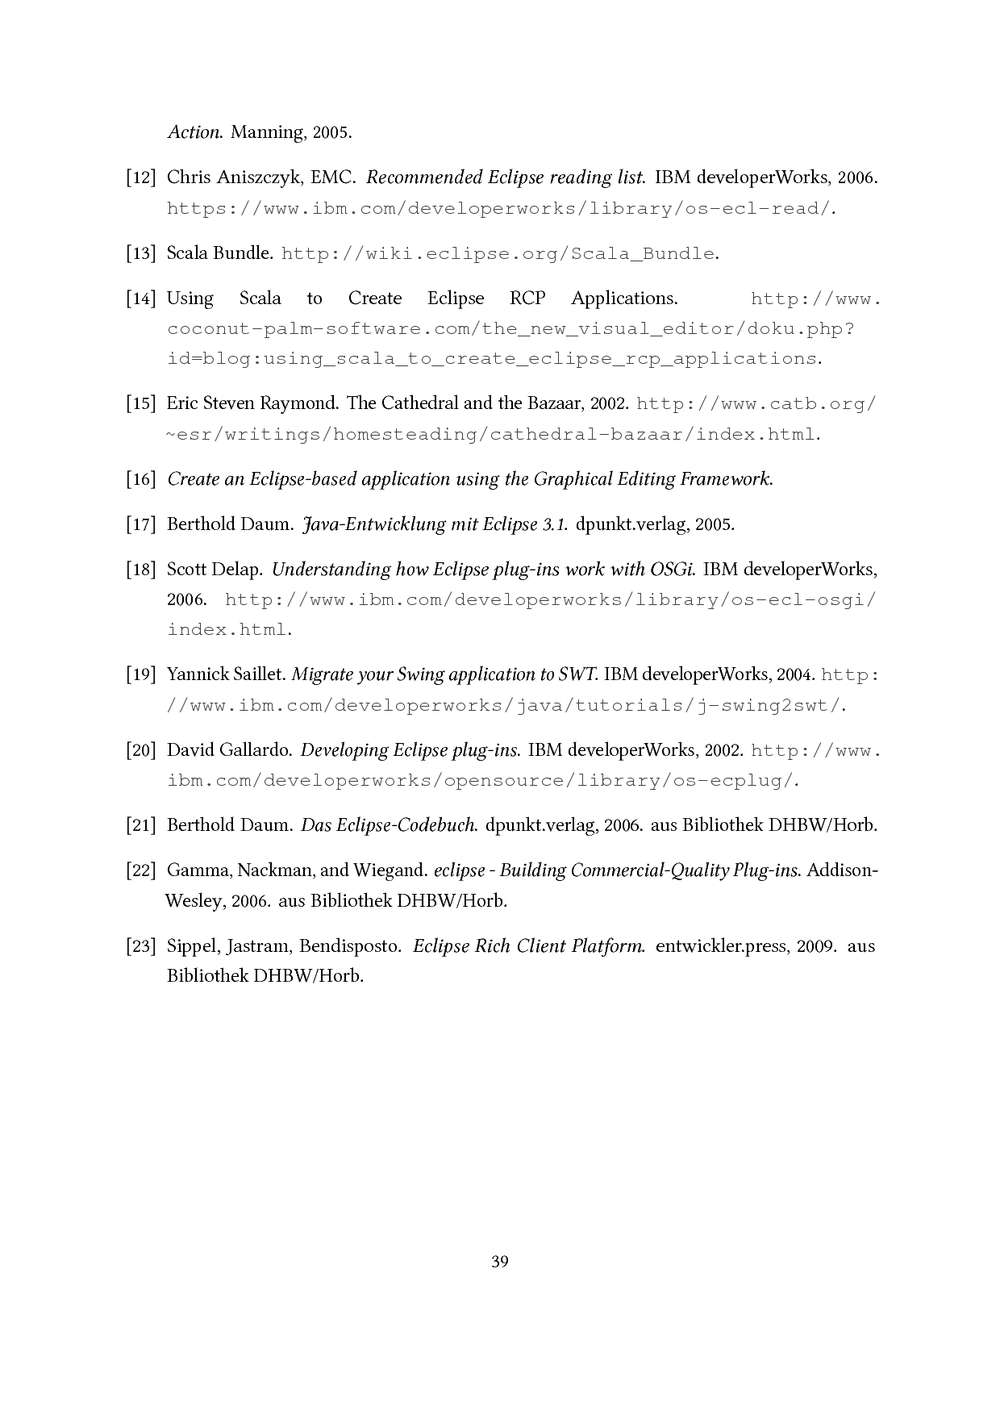 Action. Manning, 2005.
[12] Chris Aniszczyk, EMC. Recommended Eclipse reading list. IBM developerWorks, 2006.
https://www.ibm.com/developerworks/library/os-ecl-read/.
[13] Scala Bundle. http://wiki.eclipse.org/Scala_Bundle.
[14] Using Scala to Create Eclipse RCP Applications. http://www.
coconut-palm-software.com/the_new_visual_editor/doku.php?
id=blog:using_scala_to_create_eclipse_rcp_applications.
[15] Eric Steven Raymond. The Cathedral and the Bazaar, 2002. http://www.catb.org/
~esr/writings/homesteading/cathedral-bazaar/index.html.
[16] Create an Eclipse-based application using the Graphical Editing Framework.
[17] Berthold Daum. Java-Entwicklung mit Eclipse 3.1. dpunkt.verlag, 2005.
[18] Scott Delap. Understanding how Eclipse plug-ins work with OSGi. IBM developerWorks,
2006. http://www.ibm.com/developerworks/library/os-ecl-osgi/
index.html.
[19] Yannick Saillet. Migrate your Swing application to SWT. IBM developerWorks, 2004. http:
//www.ibm.com/developerworks/java/tutorials/j-swing2swt/.
[20] David Gallardo. Developing Eclipse plug-ins. IBM developerWorks, 2002. http://www.
ibm.com/developerworks/opensource/library/os-ecplug/.
[21] Berthold Daum. Das Eclipse-Codebuch. dpunkt.verlag, 2006. aus Bibliothek DHBW/Horb.
[22] Gamma, Nackman, and Wiegand. eclipse - Building Commercial-Quality Plug-ins. Addison-
Wesley, 2006. aus Bibliothek DHBW/Horb.
[23] Sippel, Jastram, Bendisposto. Eclipse Rich Client Platform. entwickler.press, 2009. aus
Bibliothek DHBW/Horb.
39